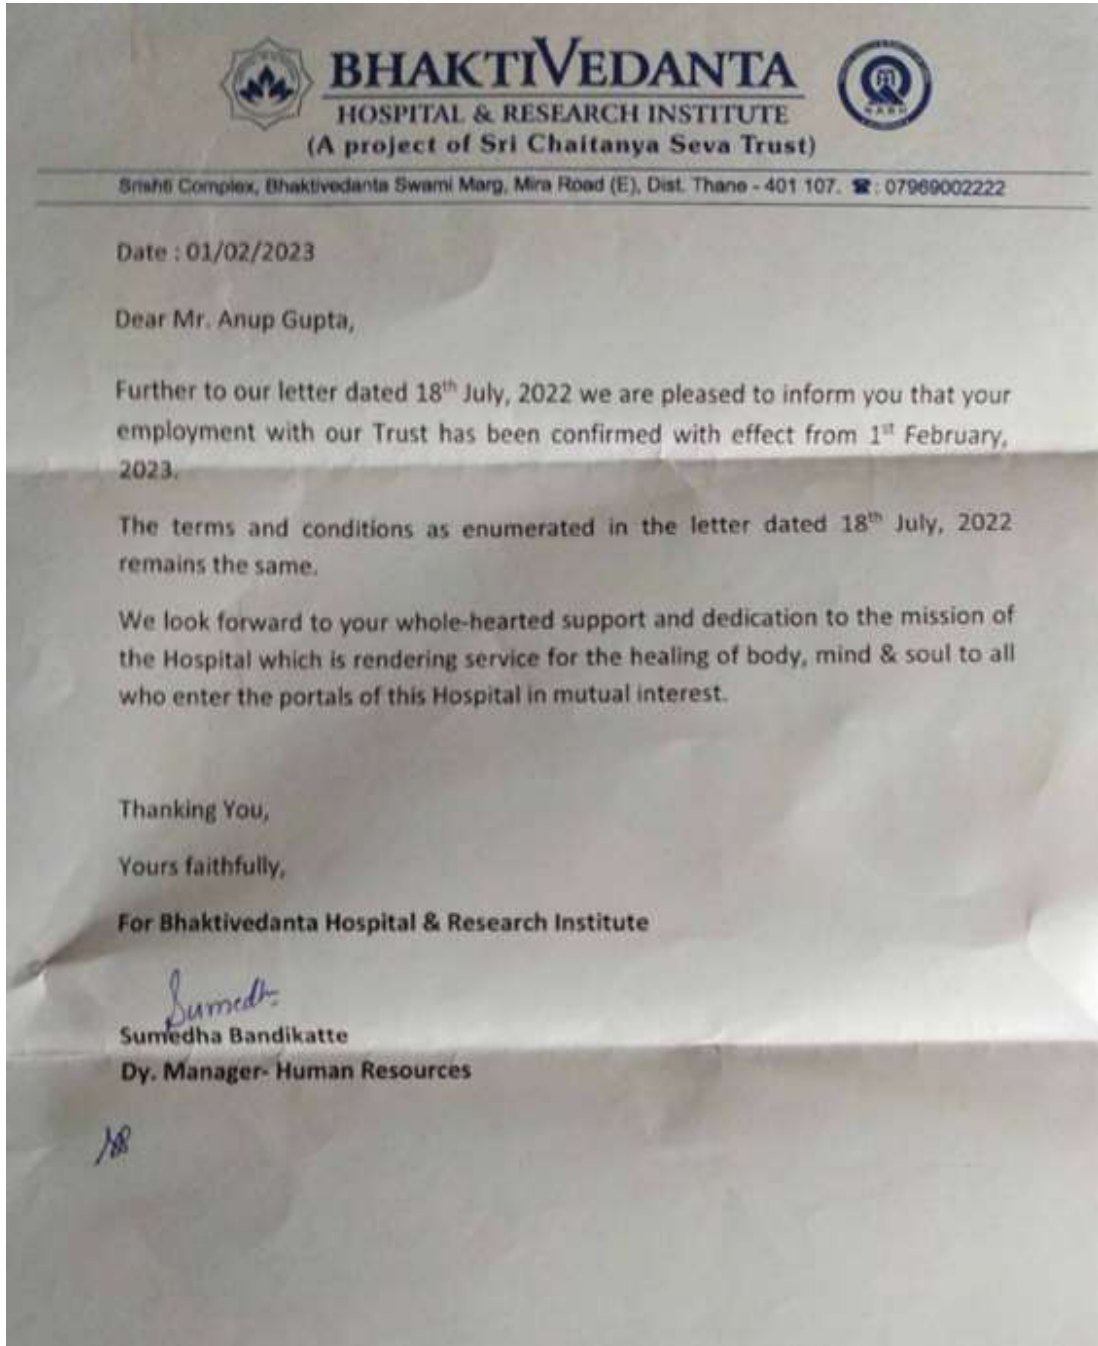 BHAKTIVEDANTA
HOSPITAL & RESEARCH INSTITUTE
(A project of Sri Chaitanya Seva Trust)
NABH
Srishti Complex, Bhaktivedanta Swami Marg, Mira Road (E), Dist. Thane - 401 107. ☎ : 07969002222
Date : 01/02/2023
Dear Mr. Anup Gupta,
Further to our letter dated 18th July, 2022 we are pleased to inform you that your
employment with our Trust has been confirmed with effect from 1st February,
2023.
The terms and conditions as enumerated in the letter dated 18th July, 2022
remains the same.
We look forward to your whole-hearted support and dedication to the mission of
the Hospital which is rendering service for the healing of body, mind & soul to all
who enter the portals of this Hospital in mutual interest.
Thanking You,
Yours faithfully,
For Bhaktivedanta Hospital & Research Institute
Sumedh
Sumedha Bandikatte
Dy. Manager- Human Resources